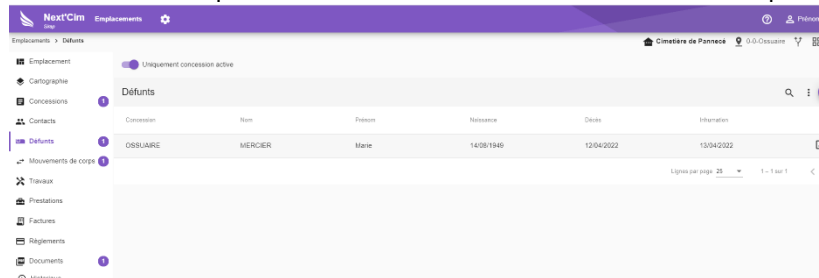 Next'Cim Emplacements
Emplacements > Défunts
Cimetière de Pannecé 0-0-Ossuaire
Emplacement
Uniquement concession active
Cartographie
Défunts
Concessions 1
Contacts
Concession Nom Prénom Naissance Décès Inhumation
Défunts 1
OSSUAIRE MERCIER Marie 14/08/1949 12/04/2022 13/04/2022
Mouvements de corps 1
Travaux
Lignes par page 25 1 – 1 sur 1
Prestations
Factures
Règlements
Documents 1